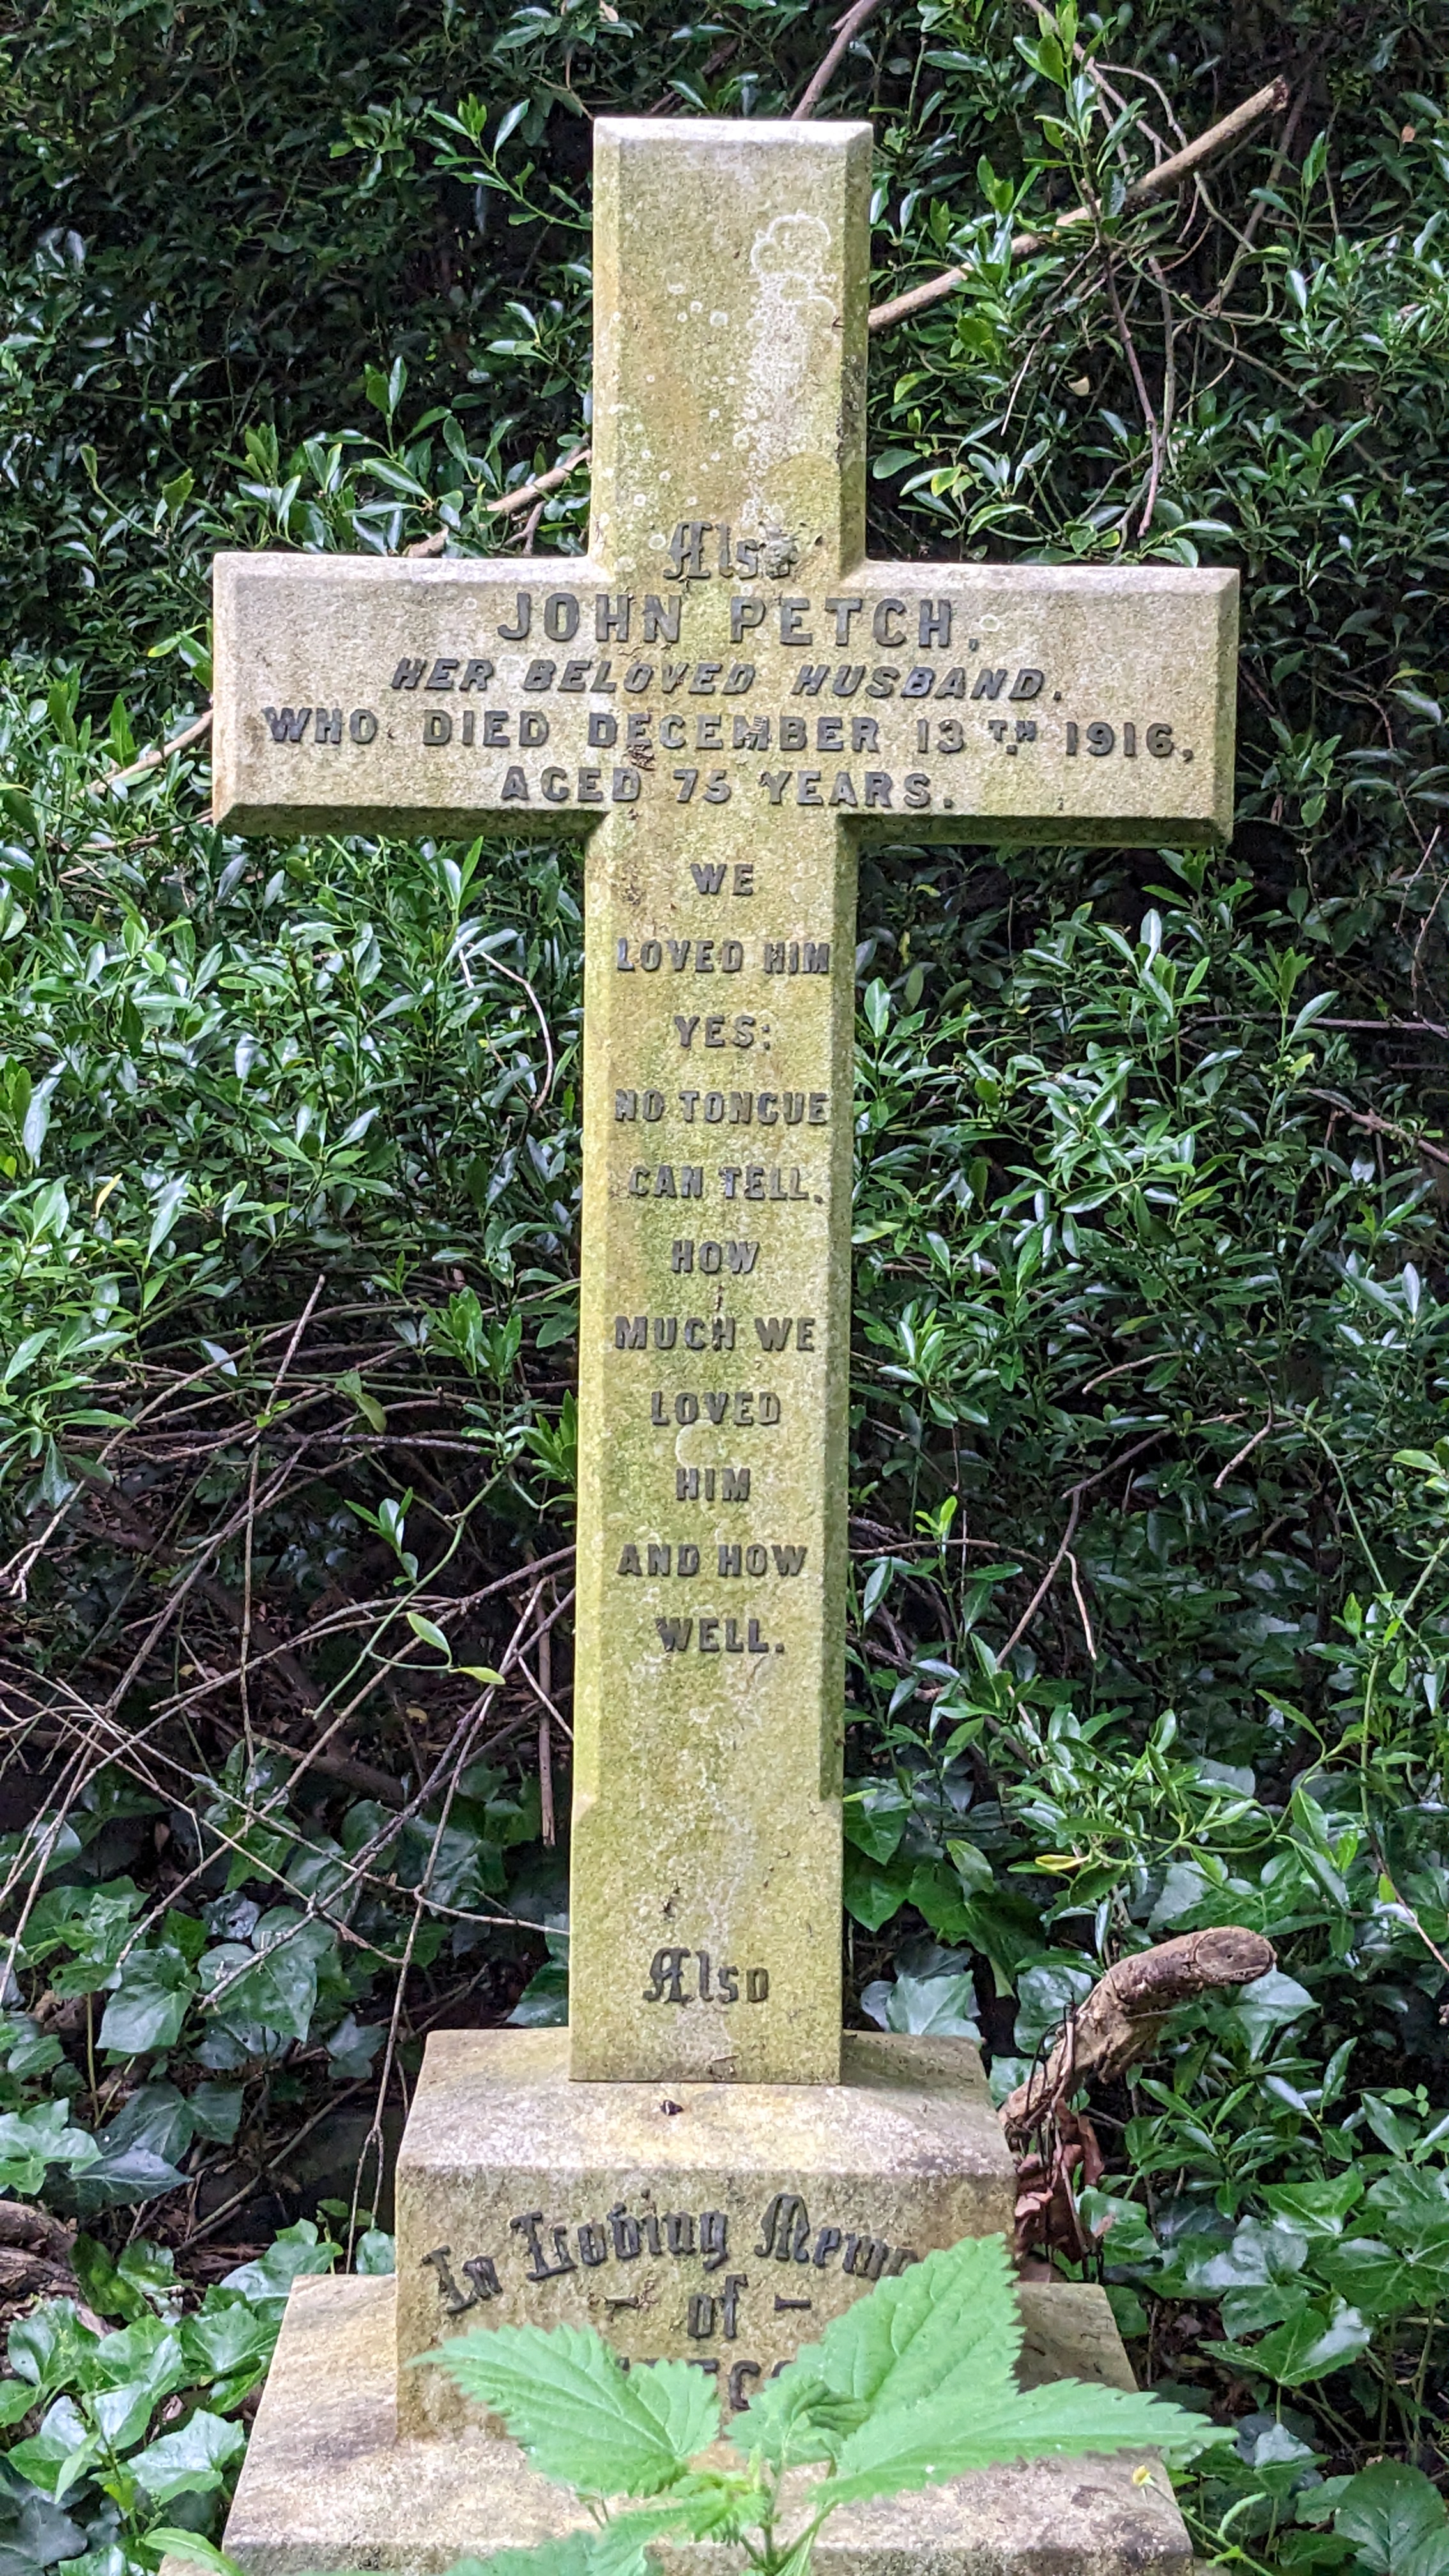 Also
JOHN PETCH,
HER BELOVED HUSBAND.
WHO DIED DECEMBER 13TH 1916,
AGED 75 YEARS.
WE
LOVED HIM
YES:
NO TONGUE
CAN TELL,
HOW
MUCH WE
LOVED
HIM
AND HOW
WELL.
Also
In Loving
— of —